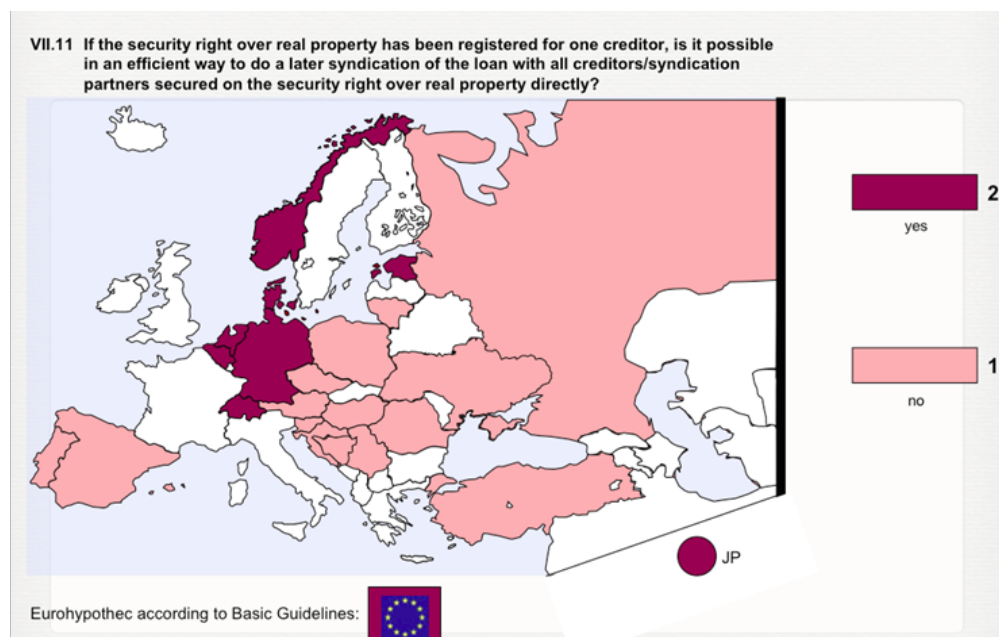 VII.11 If the security right over real property has been registered for one creditor, is it possible
in an efficient way to do a later syndication of the loan with all creditors/syndication
partners secured on the security right over real property directly?
2
yes
1
no
JP
Eurohypothec according to Basic Guidelines: